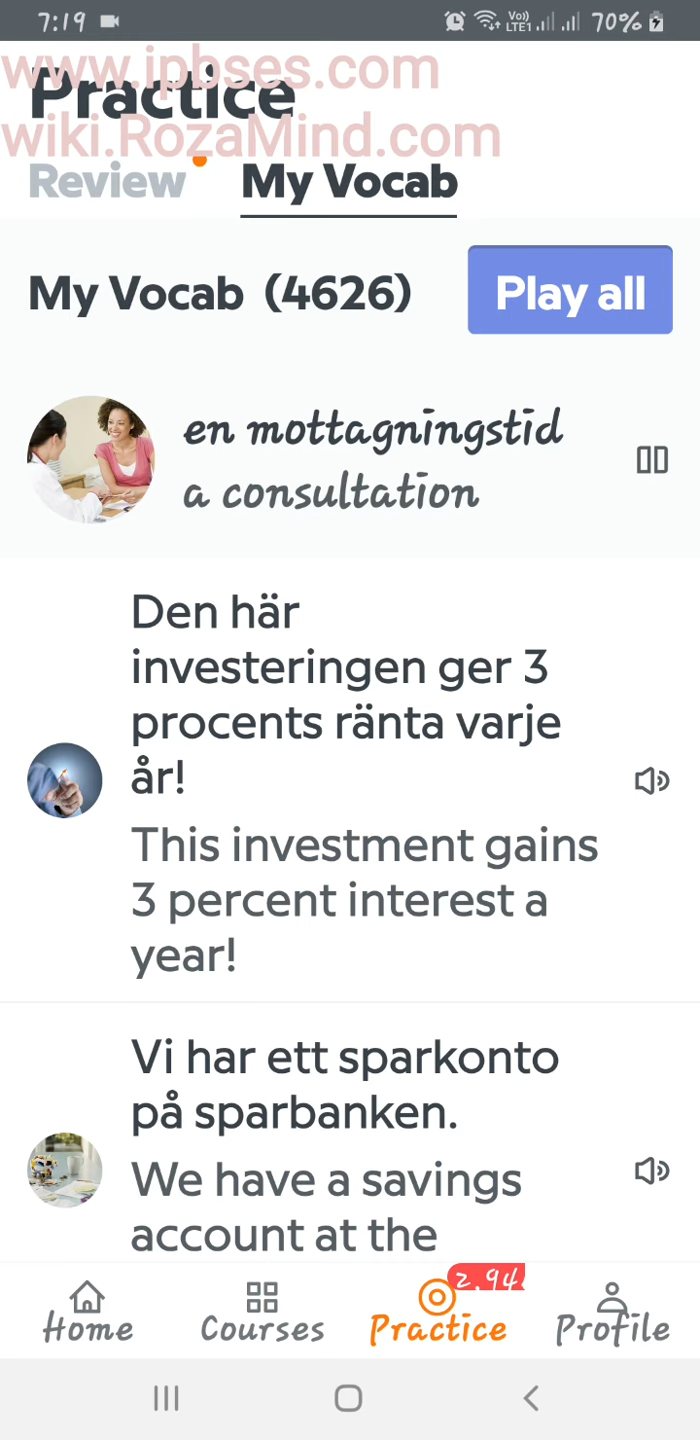 7:19
Vo)) LTE1 70%
www.ipbses.com
Practice
wiki.RozaMind.com
Review My Vocab
My Vocab (4626) Play all
en mottagningstid
a consultation
Den här
investeringen ger 3
procents ränta varje
år!
This investment gains
3 percent interest a
year!
Vi har ett sparkonto
på sparbanken.
We have a savings
account at the
2,94
Home Courses Practice Profile